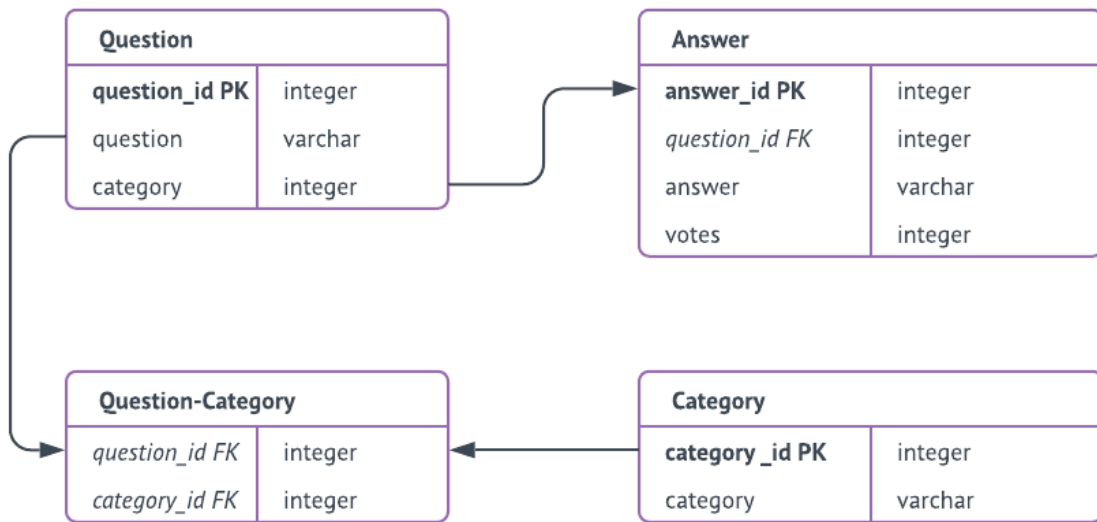 Question
question_id PK integer
question varchar
category integer
Answer
answer_id PK integer
question_id FK integer
answer varchar
votes integer
Question-Category
question_id FK integer
category_id FK integer
Category
category _id PK integer
category varchar